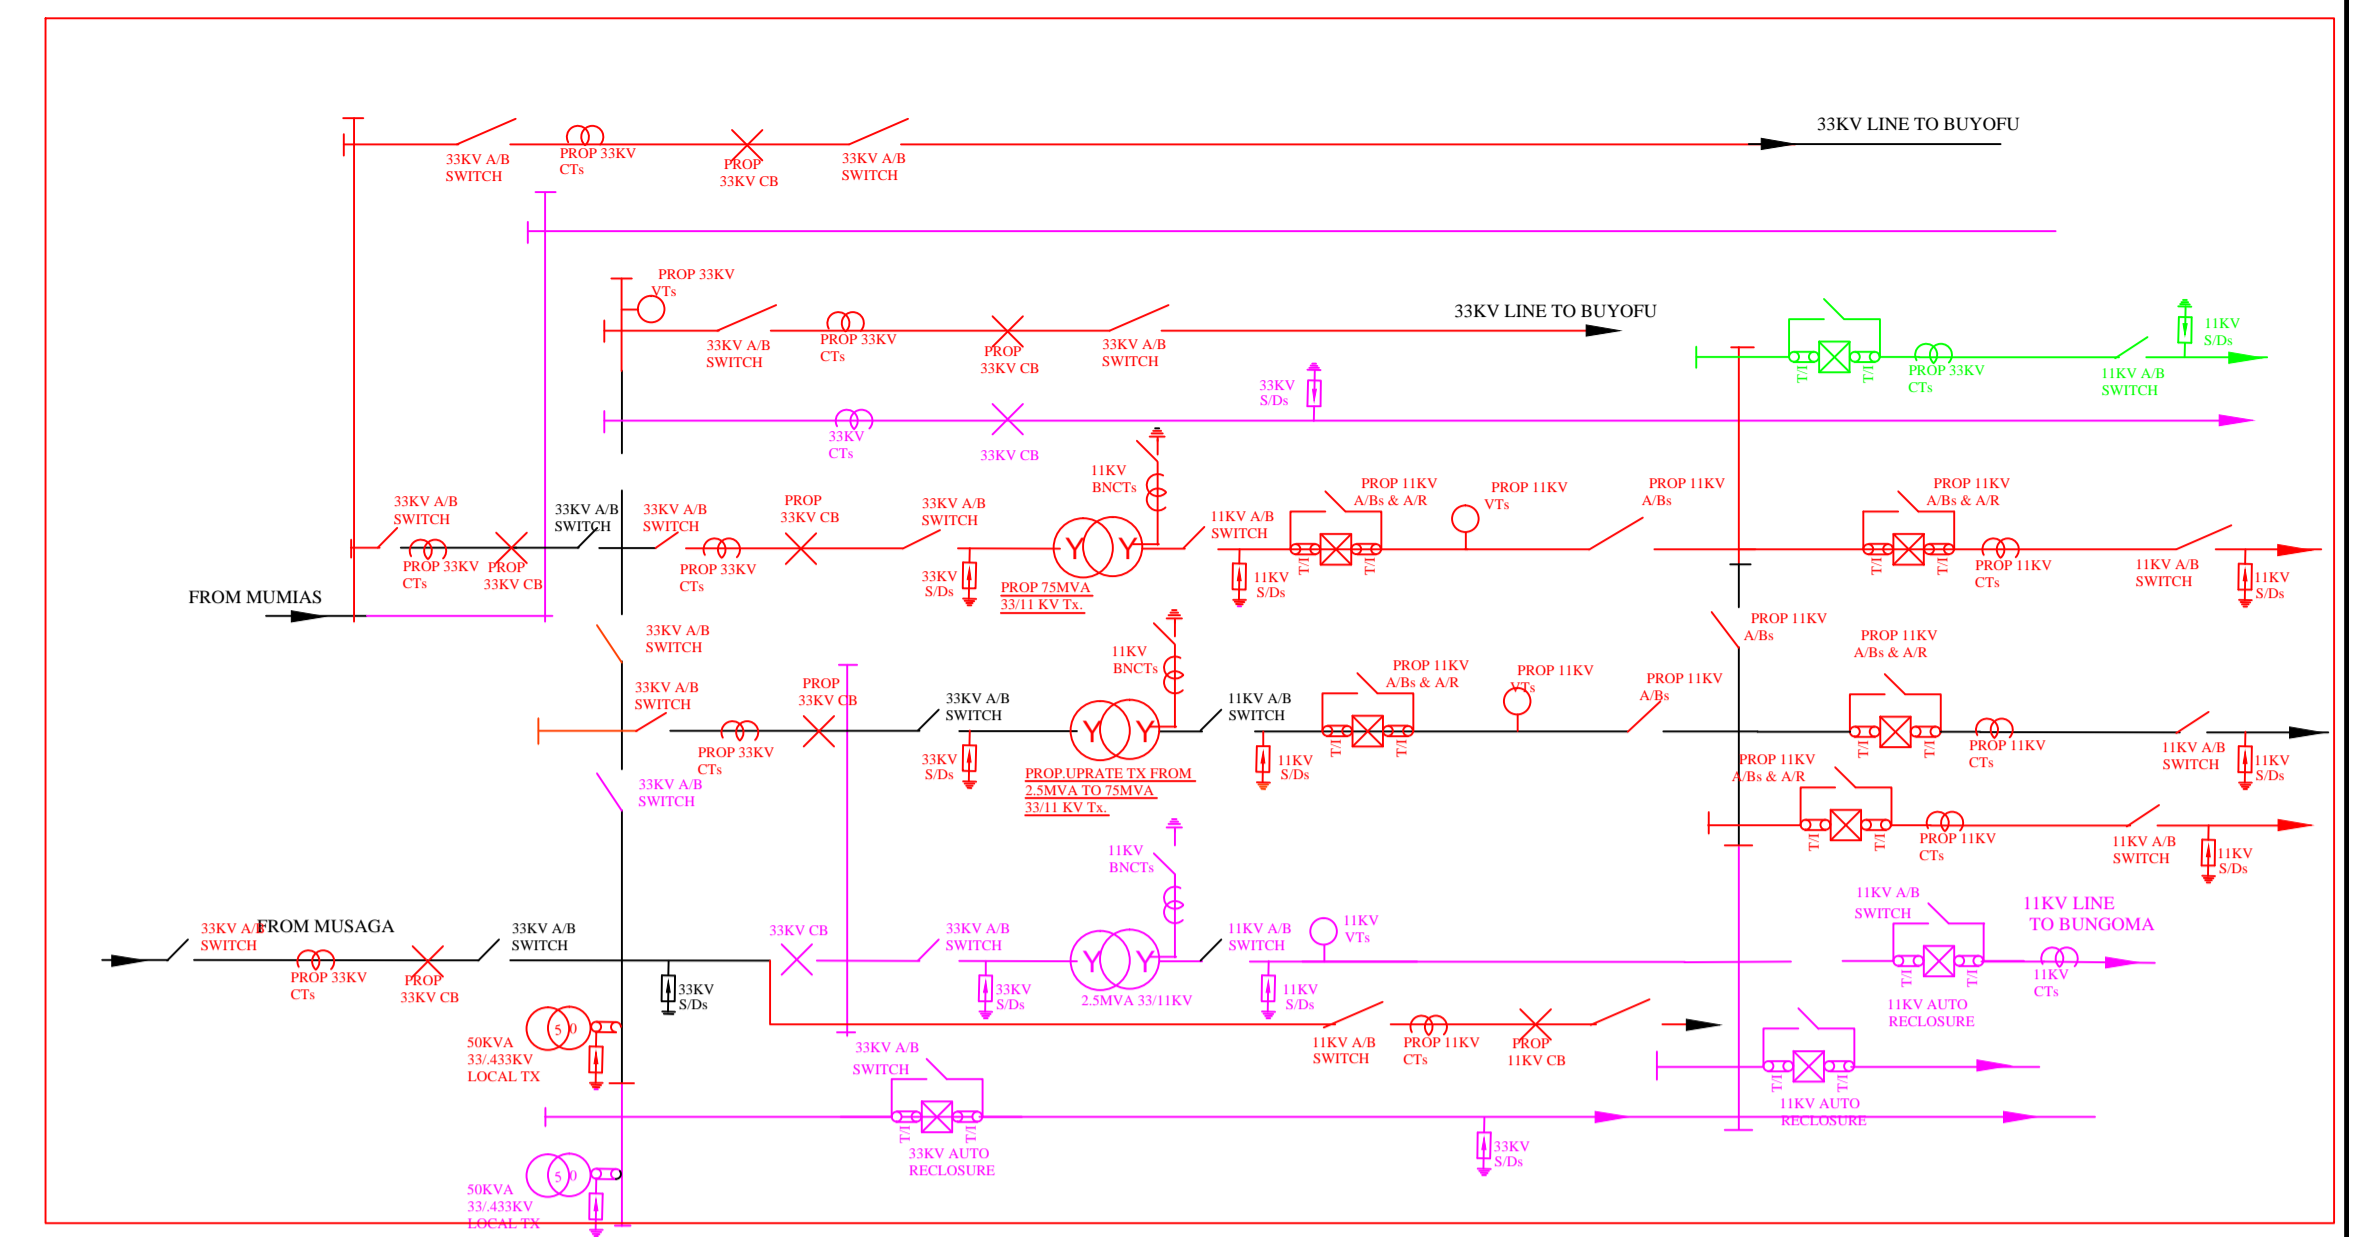 33KV LINE TO BUYOFU
33KV A/B
SWITCH
PROP 33KV
CTs
PROP
33KV CB
33KV A/B
SWITCH
PROP 33KV
VTs
33KV LINE TO BUYOFU
33KV A/B
SWITCH
PROP 33KV
CTs
PROP
33KV CB
33KV A/B
SWITCH
T/I
T/I
PROP 33KV
CTs
11KV A/B
SWITCH
11KV
S/Ds
33KV
CTs
33KV CB
33KV
S/Ds
33KV A/B
SWITCH
PROP 33KV
CTs
PROP
33KV CB
33KV A/B
SWITCH
33KV A/B
SWITCH
PROP 33KV
CTs
PROP
33KV CB
33KV A/B
SWITCH
33KV
S/Ds
11KV
BNCTs
Y
Y
PROP 75MVA
33/11 KV Tx.
11KV A/B
SWITCH
11KV
S/Ds
PROP 11KV
A/Bs & A/R
T/I
T/I
PROP 11KV
VTs
PROP 11KV
A/Bs
PROP 11KV
A/Bs & A/R
T/I
T/I
PROP 11KV
CTs
11KV A/B
SWITCH
11KV
S/Ds
FROM MUMIAS
33KV A/B
SWITCH
PROP 11KV
A/Bs
33KV A/B
SWITCH
PROP 33KV
CTs
PROP
33KV CB
33KV A/B
SWITCH
33KV
S/Ds
11KV
BNCTs
Y
Y
PROP.UPRATE TX FROM
2.5MVA TO 75MVA
33/11 KV Tx.
11KV A/B
SWITCH
11KV
S/Ds
PROP 11KV
A/Bs & A/R
T/I
T/I
PROP 11KV
VTs
PROP 11KV
A/Bs
PROP 11KV
A/Bs & A/R
T/I
T/I
PROP 11KV
CTs
11KV A/B
SWITCH
11KV
S/Ds
33KV A/B
SWITCH
PROP 11KV
A/Bs & A/R
T/I
T/I
PROP 11KV
CTs
11KV A/B
SWITCH
11KV
S/Ds
FROM MUSAGA
33KV A/B
SWITCH
PROP 33KV
CTs
PROP
33KV CB
33KV A/B
SWITCH
33KV
S/Ds
33KV CB
33KV A/B
SWITCH
33KV
S/Ds
11KV
BNCTs
Y
Y
2.5MVA 33/11KV
11KV A/B
SWITCH
11KV
S/Ds
11KV
VTs
11KV A/B
SWITCH
T/I
T/I
11KV AUTO
RECLOSURE
11KV LINE
TO BUNGOMA
11KV
CTs
50
50KVA
33/.433KV
LOCAL TX
11KV A/B
SWITCH
PROP 11KV
CTs
PROP
11KV CB
T/I
T/I
11KV AUTO
RECLOSURE
33KV A/B
SWITCH
T/I
T/I
33KV AUTO
RECLOSURE
33KV
S/Ds
50
50KVA
33/.433KV
LOCAL TX